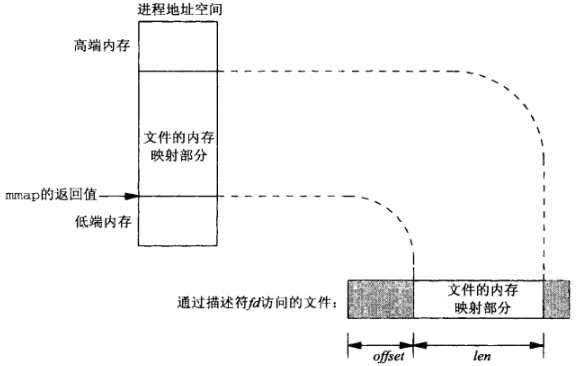 进程地址空间
高端内存
文件的内存
映射部分
mmap的返回值
低端内存
通过描述符fd访问的文件：
文件的内存
映射部分
offset
len